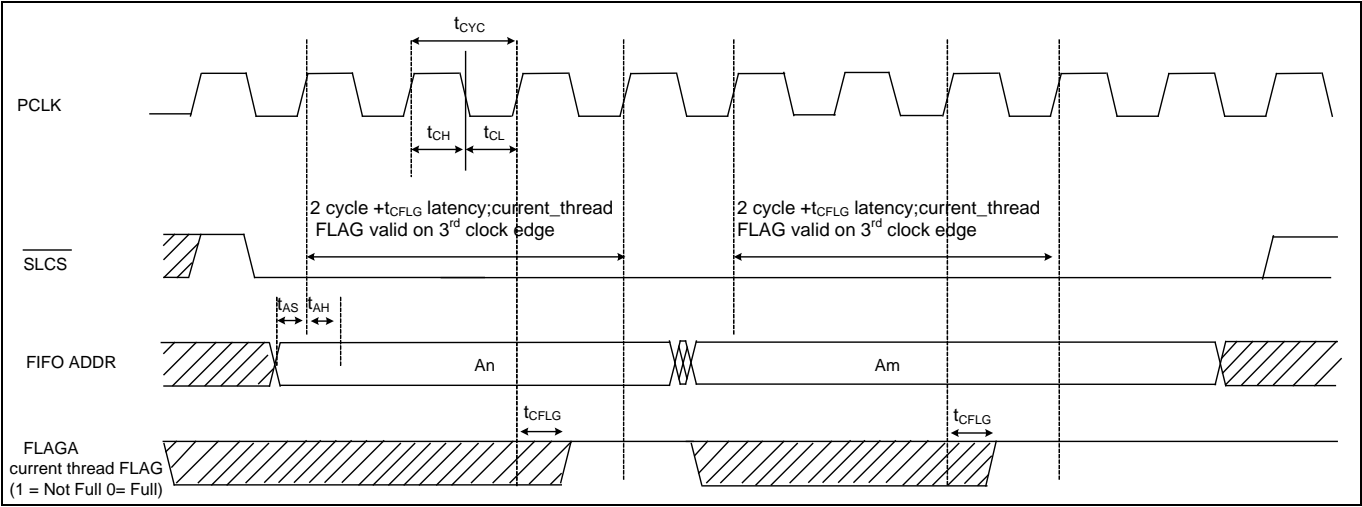 tCYC
PCLK
tCH
tCL
2 cycle +tCFLG latency;current_thread
FLAG valid on 3rd clock edge
2 cycle +tCFLG latency;current_thread
FLAG valid on 3rd clock edge
SLCS
tAS
tAH
FIFO ADDR
An
Am
tCFLG
tCFLG
FLAGA
current thread FLAG
(1 = Not Full 0= Full)